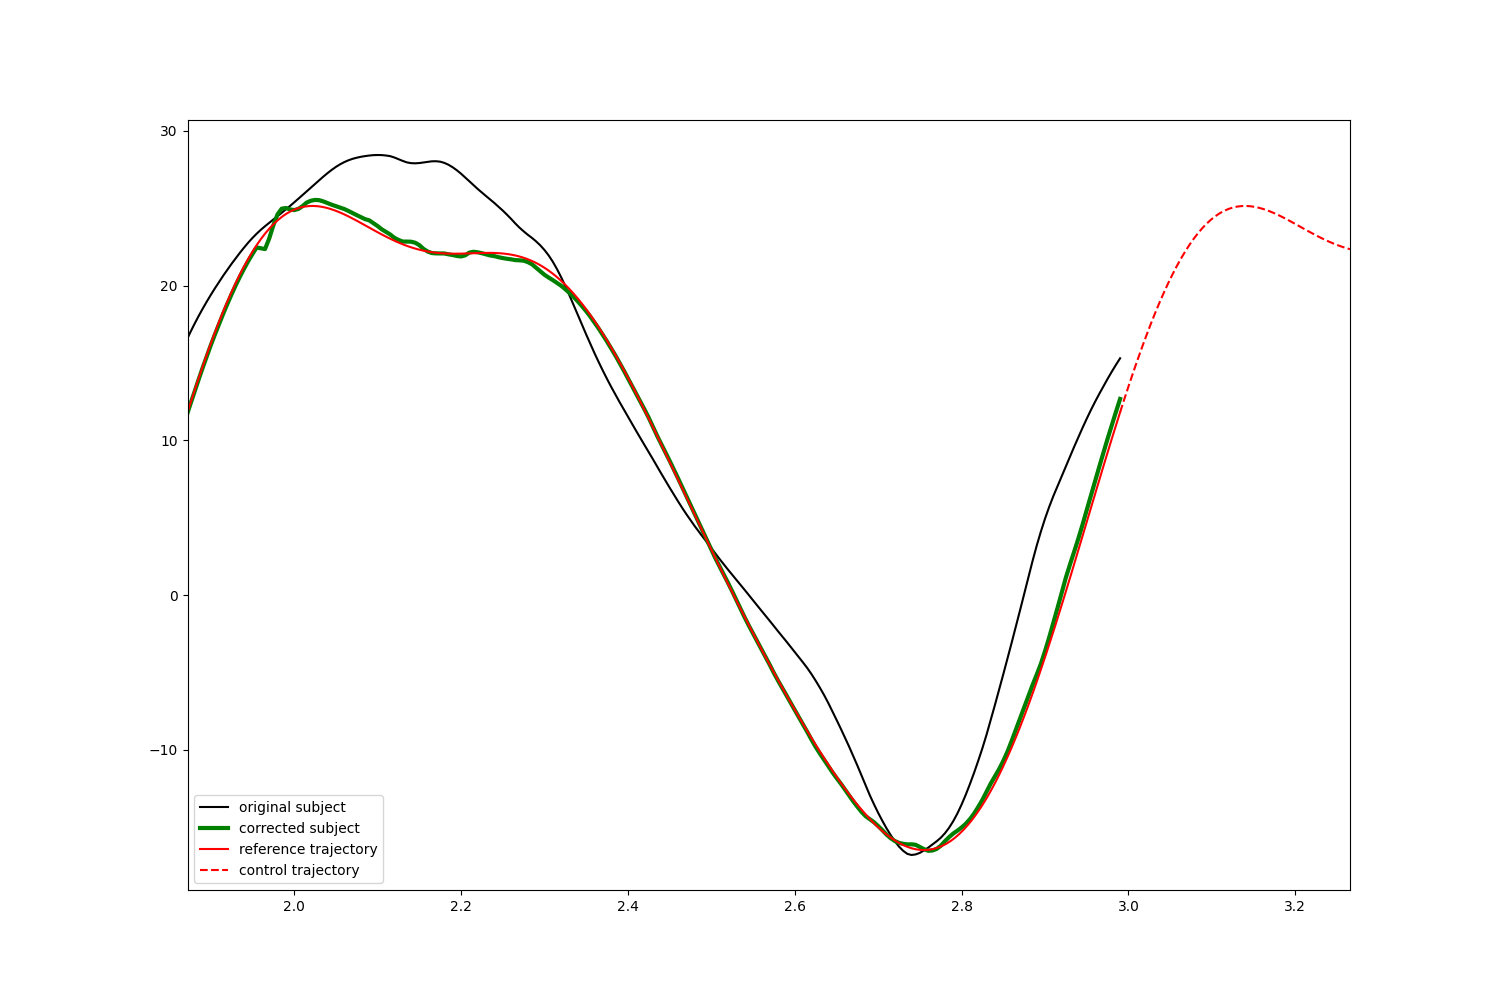 30
20
10
0
−10
original subject
corrected subject
reference trajectory
control trajectory
2.0 2.2 2.4 2.6 2.8 3.0 3.2